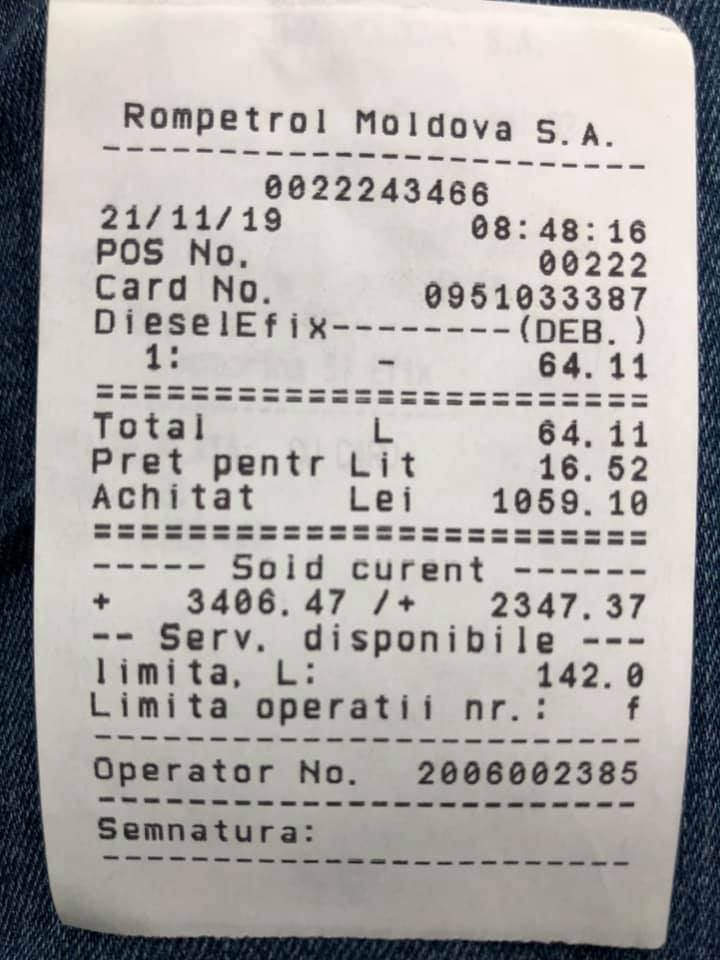 Rompetrol Moldova S.A.
--------------------------
0022243466
21/11/19 08:48:16
POS No. 00222
Card No. 0951033387
DieselEfix--------(DEB.)
1: - 64.11
========================
Total L 64.11
Pret pentr Lit 16.52
Achitat Lei 1059.10
========================
----- Sold curent ------
+ 3406.47 /+ 2347.37
-- Serv. disponibile ---
limita, L: 142.0
Limita operatii nr.: f
--------------------------
Operator No. 2006002385
--------------------------
Semnatura:
--------------------------